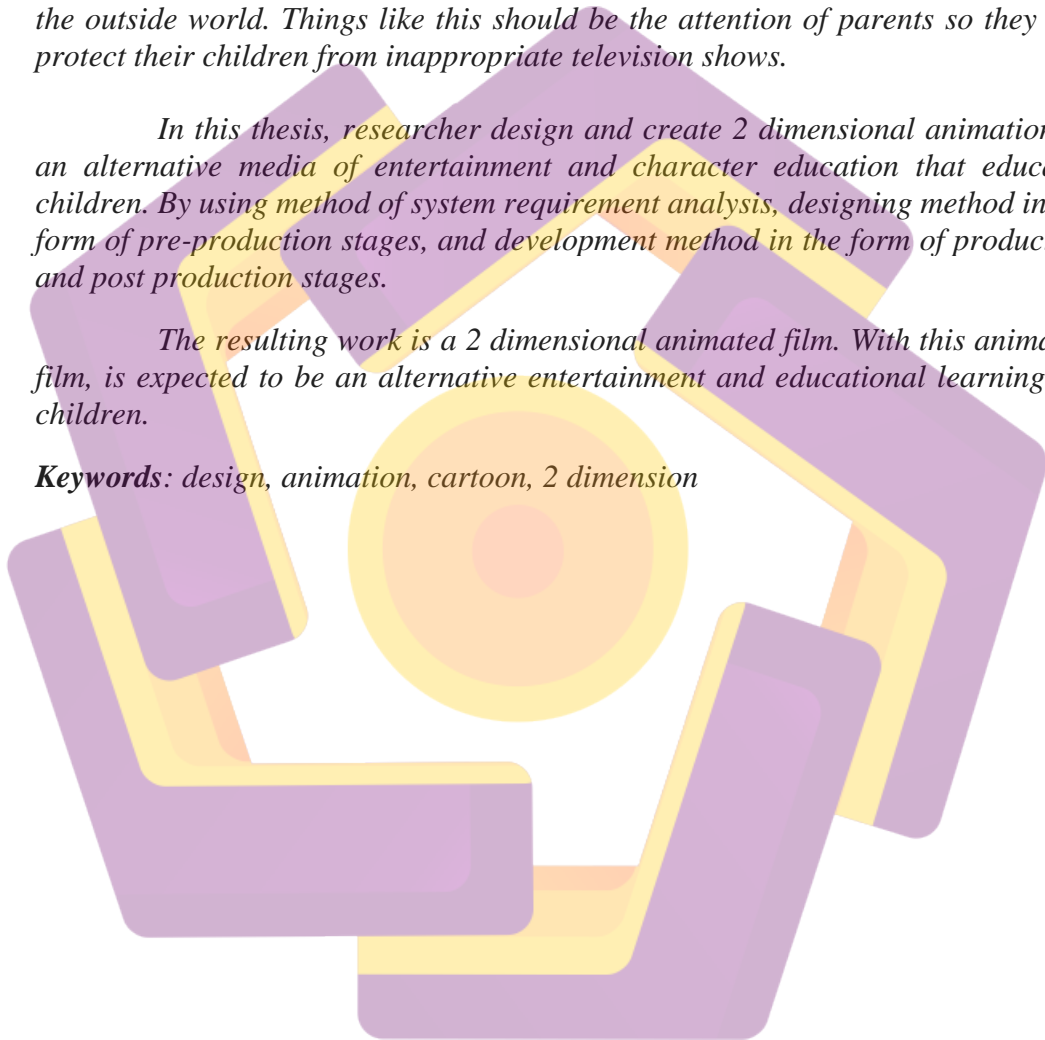 the outside world. Things like this should be the attention of parents so they
protect their children from inappropriate television shows.
In this thesis, researcher design and create 2 dimensional animation
an alternative media of entertainment and character education that educa
children. By using method of system requirement analysis, designing method in
form of pre-production stages, and development method in the form of product
and post production stages.
The resulting work is a 2 dimensional animated film. With this anima
film, is expected to be an alternative entertainment and educational learning
children.
Keywords: design, animation, cartoon, 2 dimension